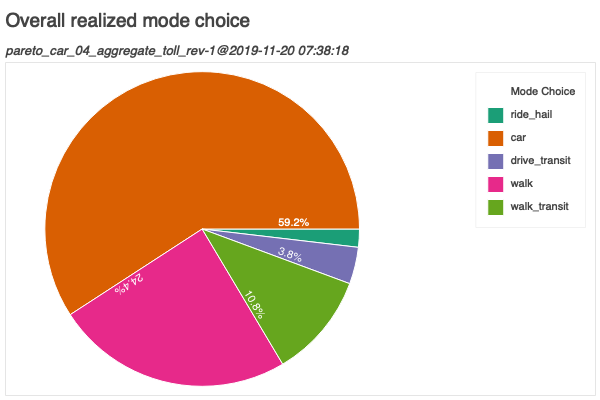 Overall realized mode choice
pareto_car_04_aggregate_toll_rev-1@2019-11-20 07:38:18
Mode Choice
ride_hail
car
drive_transit
walk
walk_transit
59.2%
3.8%
10.8%
24.4%